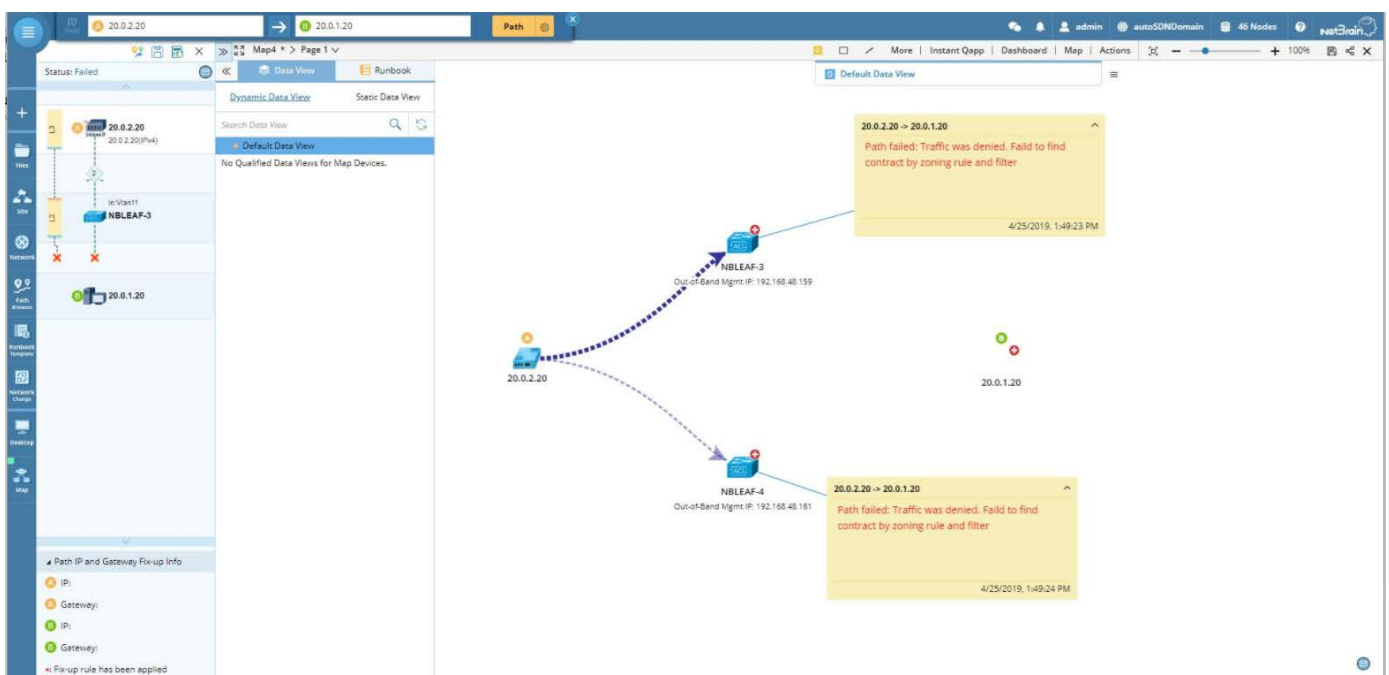 A 20.0.2.20
B 20.0.1.20
Path
admin
autoSDNDomain
46 Nodes
NetBrain
Map4 * > Page 1
More | Instant Qapp | Dashboard | Map | Actions
100%
Status: Failed
Data View
Runbook
Default Data View
Dynamic Data View
Static Data View
Search Data View
Default Data View
No Qualified Data Views for Map Devices.
L3
A
20.0.2.20
20.0.2.20(IPv4)
2
in:Vlan11
L3
NBLEAF-3
B
20.0.1.20
Files
Site
Network
Path
Browser
Runbook
Template
Network
Change
Desktop
Map
20.0.2.20 -> 20.0.1.20
Path failed: Traffic was denied. Faild to find
contract by zoning rule and filter
4/25/2019, 1:49:23 PM
NBLEAF-3
Out-of-Band Mgmt IP: 192.168.48.159
A
20.0.2.20
B
20.0.1.20
NBLEAF-4
Out-of-Band Mgmt IP: 192.168.48.161
20.0.2.20 -> 20.0.1.20
Path failed: Traffic was denied. Faild to find
contract by zoning rule and filter
4/25/2019, 1:49:24 PM
Path IP and Gateway Fix-up Info
A IP:
A Gateway:
B IP:
B Gateway:
*: Fix-up rule has been applied